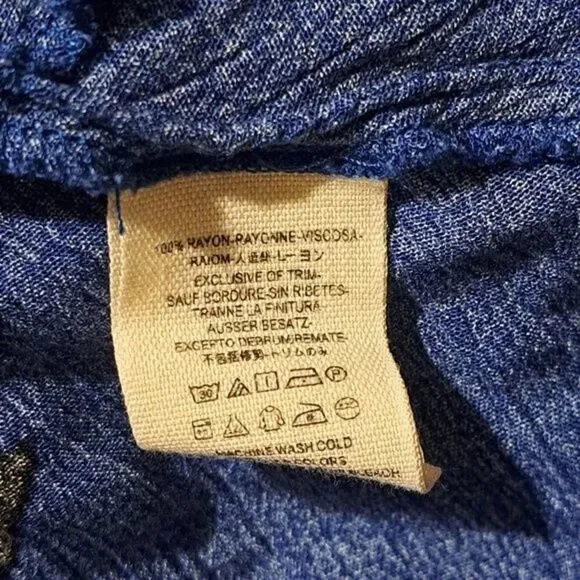 100% RAYON-RAYONNE-VISCOSA-
RAIOM-人造絲-レーヨン
EXCLUSIVE OF TRIM-
SAUF BORDURE-SIN RIBETES-
TRANNE LA FINITURA
AUSSER BESATZ-
EXCEPTO DEBRUM/REMATE-
不包括修剪-トリムのみ
30 P
MACHINE WASH COLD
COLORS